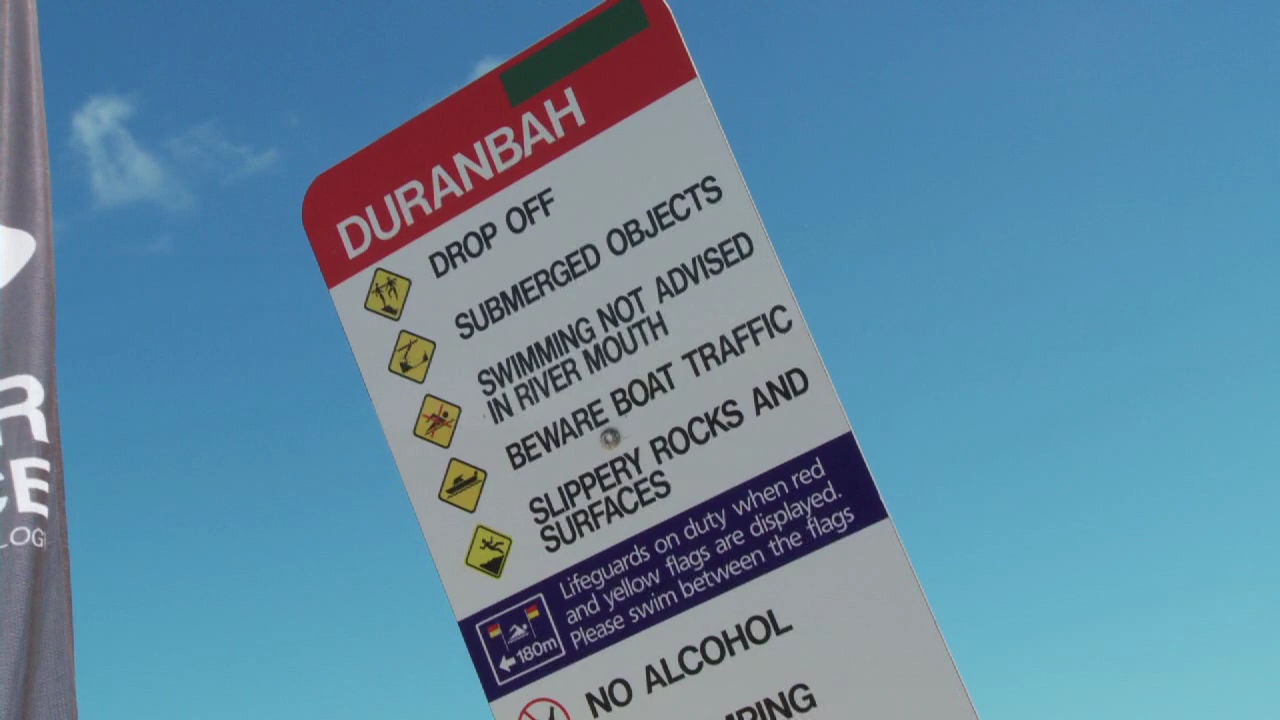 DURANBAH
DROP OFF
SUBMERGED OBJECTS
SWIMMING NOT ADVISED
IN RIVER MOUTH
BEWARE BOAT TRAFFIC
SLIPPERY ROCKS AND
SURFACES
Lifeguards on duty when red
and yellow flags are displayed.
Please swim between the flags
180m
NO ALCOHOL